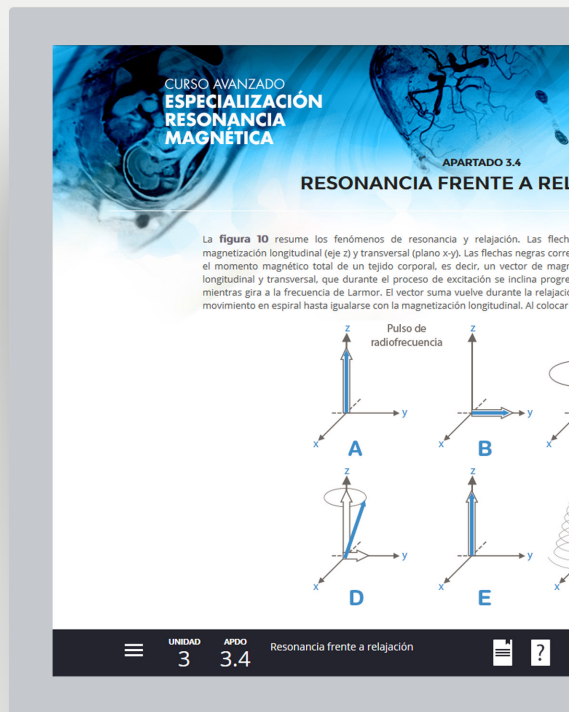 CURSO AVANZADO
ESPECIALIZACIÓN
RESONANCIA
MAGNÉTICA
APARTADO 3.4
RESONANCIA FRENTE A REL
La figura 10 resume los fenómenos de resonancia y relajación. Las flech
magnetización longitudinal (eje z) y transversal (plano x-y). Las flechas negras corre
el momento magnético total de un tejido corporal, es decir, un vector de magn
longitudinal y transversal, que durante el proceso de excitación se inclina progre
mientras gira a la frecuencia de Larmor. El vector suma vuelve durante la relajació
movimiento en espiral hasta igualarse con la magnetización longitudinal. Al colocar
z
Pulso de
radiofrecuencia
z
y
y
x
A
x
B
x
z
z
y
y
x
D
x
E
x
UNIDAD
3
APDO
3.4
Resonancia frente a relajación
?